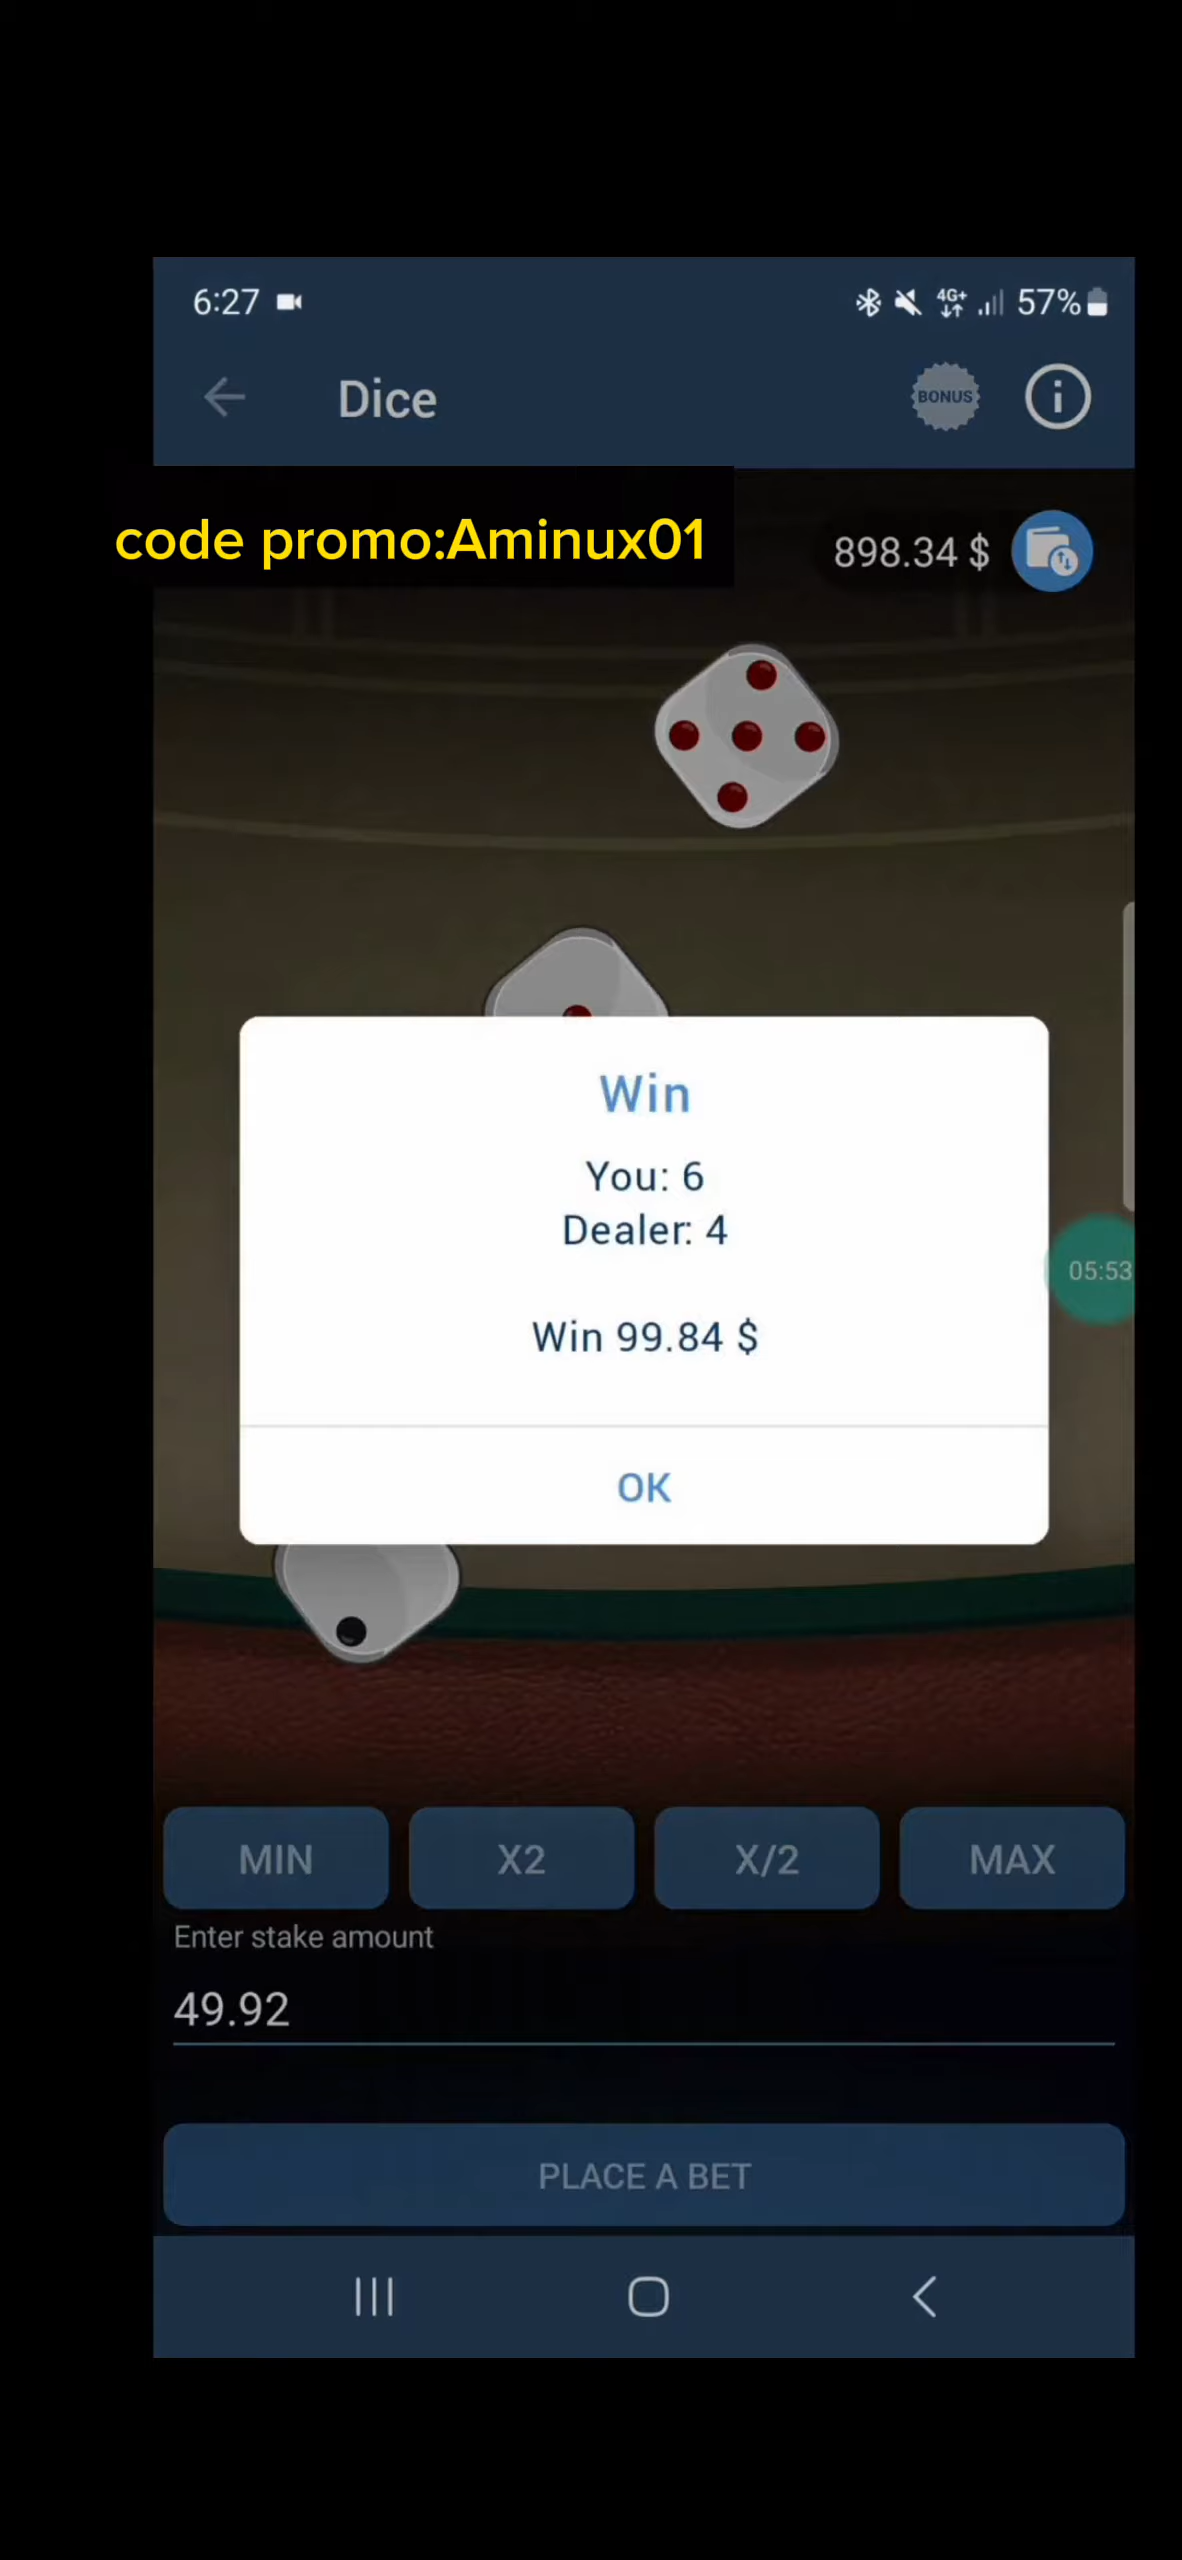 6:27 4G+ 57%
Dice BONUS
code promo:Aminux01
898.34 $
Win
You: 6
Dealer: 4
Win 99.84 $
05:53
OK
MIN X2 X/2 MAX
Enter stake amount
49.92
PLACE A BET